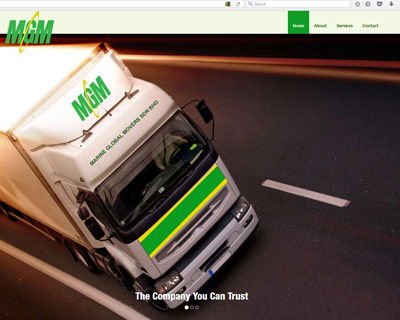 Search
MGM
Home
About
Services
Contact
MGM
MARINE GLOBAL MOVERS SDN BHD
The Company You Can Trust